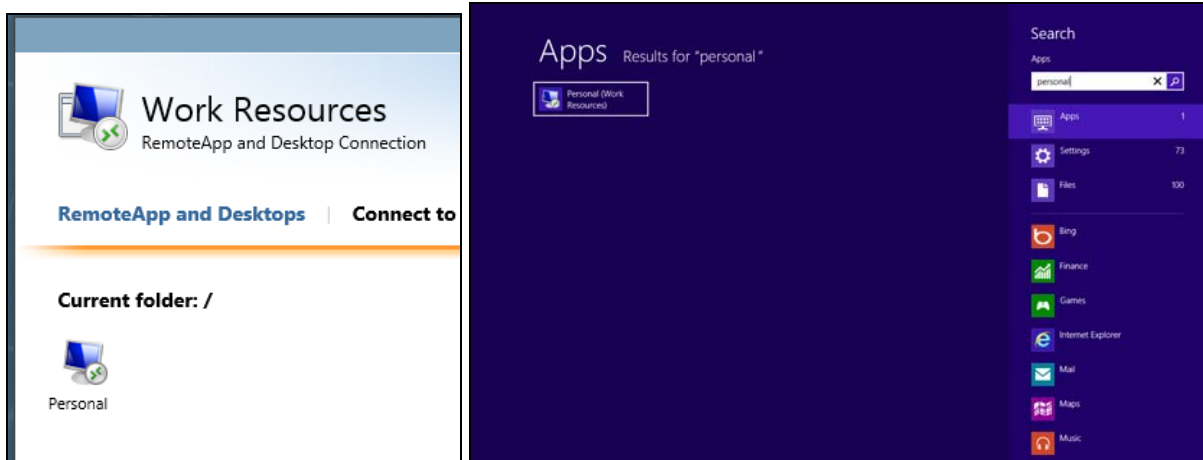 Work Resources
RemoteApp and Desktop Connection
RemoteApp and Desktops | Connect to
Current folder: /
Personal
Apps Results for "personal"
Personal (Work
Resources)
Search
Apps
personal
Apps 1
Settings 73
Files 100
Bing
Finance
Games
Internet Explorer
Mail
Maps
Music